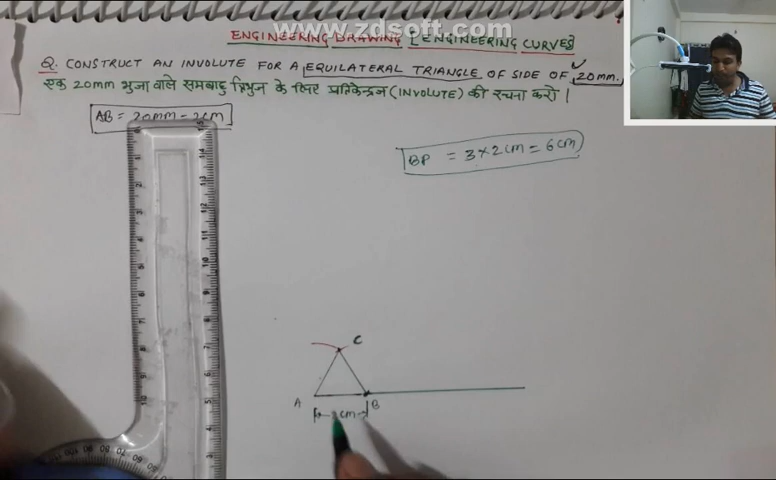 www.zdsoft.com
ENGINEERING DRAWING [ENGINEERING CURVES]
Q. CONSTRUCT AN INVOLUTE FOR A EQUILATERAL TRIANGLE OF SIDE OF 20mm.
एक 20mm भुजा वाले समबाहु त्रिभुज के लिए प्रतिकेन्द्रज (INVOLUTE) की रचना करो |
AB = 20mm = 2cm
BP = 3×2cm = 6cm
C
A B
cm